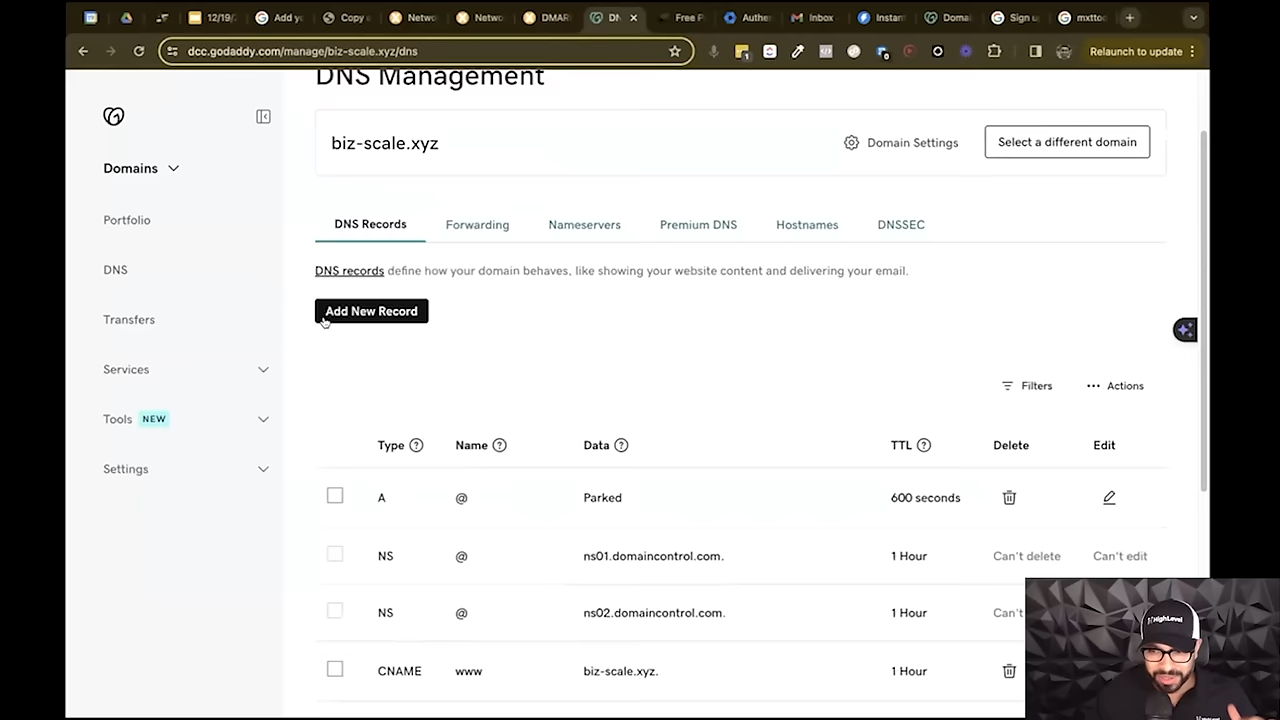 12/19/
Add yo
Copy o
Netwo
Netwo
DMAR
DN
Free P
Authe
Inbox
Instan
Domai
Sign u
mxtto
dcc.godaddy.com/manage/biz-scale.xyz/dns
Relaunch to update
DNS Management
biz-scale.xyz
Domain Settings
Select a different domain
Domains
Portfolio
DNS
Transfers
Services
Tools NEW
Settings
DNS Records Forwarding Nameservers Premium DNS Hostnames DNSSEC
DNS records define how your domain behaves, like showing your website content and delivering your email.
Add New Record
Filters Actions
Type Name Data TTL Delete Edit
A @ Parked 600 seconds
NS @ ns01.domaincontrol.com. 1 Hour Can't delete Can't edit
NS @ ns02.domaincontrol.com. 1 Hour Can't
CNAME www biz-scale.xyz. 1 Hour
HighLevel